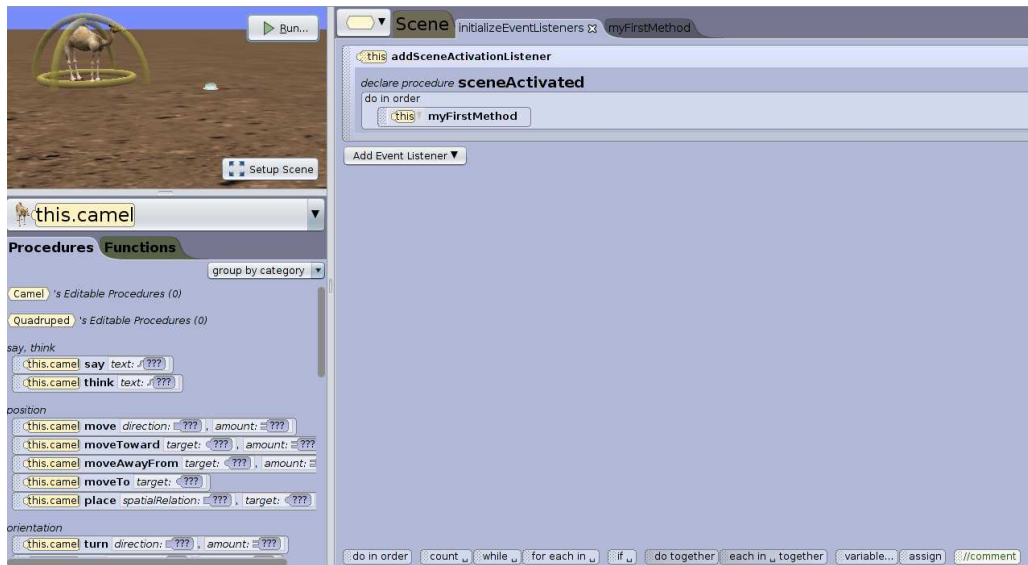 Run...
Setup Scene
this.camel
Procedures Functions
group by category
Camel 's Editable Procedures (0)
Quadruped 's Editable Procedures (0)
say, think
this.camel say text: ???
this.camel think text: ???
position
this.camel move direction: ??? , amount: ???
this.camel moveToward target: ??? , amount: ???
this.camel moveAwayFrom target: ??? , amount:
this.camel moveTo target: ???
this.camel place spatialRelation: ??? , target: ???
orientation
this.camel turn direction: ??? , amount: ???
Scene initializeEventListeners myFirstMethod
this addSceneActivationListener
declare procedure sceneActivated
do in order
this myFirstMethod
Add Event Listener
do in order count ␣ while ␣ for each in ␣ if ␣ do together each in ␣ together variable... assign //comment